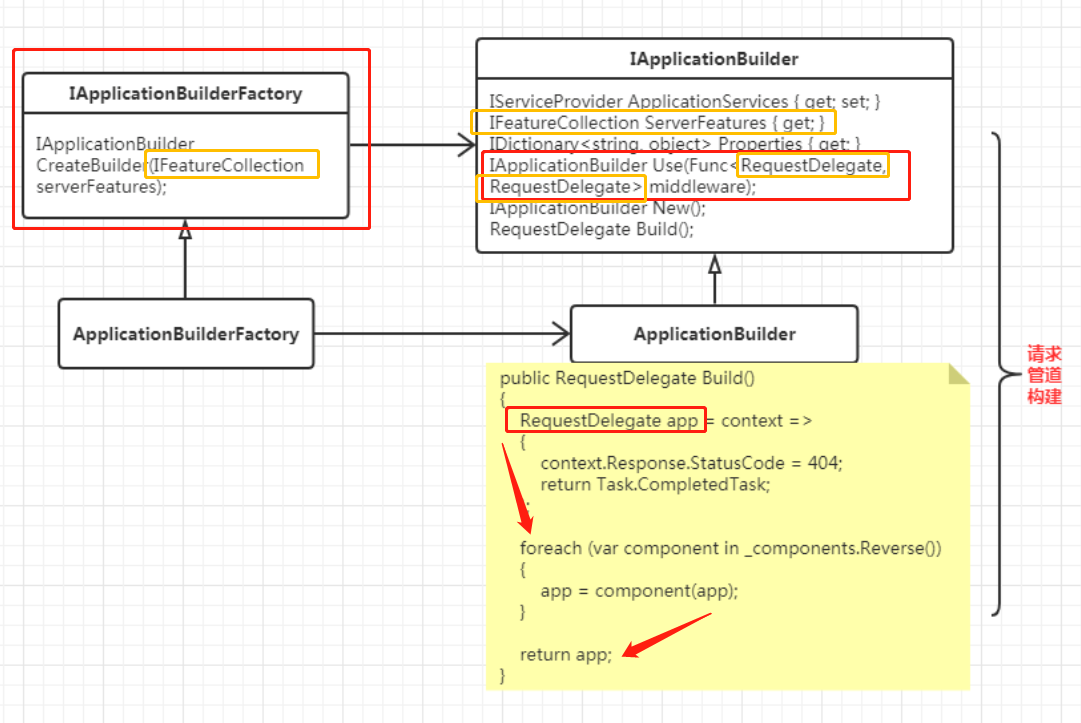 IApplicationBuilderFactory
IApplicationBuilder
CreateBuilder(IFeatureCollection
serverFeatures);
IApplicationBuilder
IServiceProvider ApplicationServices { get; set; }
IFeatureCollection ServerFeatures { get; }
IDictionary<string, object> Properties { get; }
IApplicationBuilder Use(Func<RequestDelegate,
RequestDelegate> middleware);
IApplicationBuilder New();
RequestDelegate Build();
ApplicationBuilderFactory
ApplicationBuilder
public RequestDelegate Build()
{
RequestDelegate app = context =>
{
context.Response.StatusCode = 404;
return Task.CompletedTask;
foreach (var component in _components.Reverse())
{
app = component(app);
}
return app;
}
请求
管道
构建